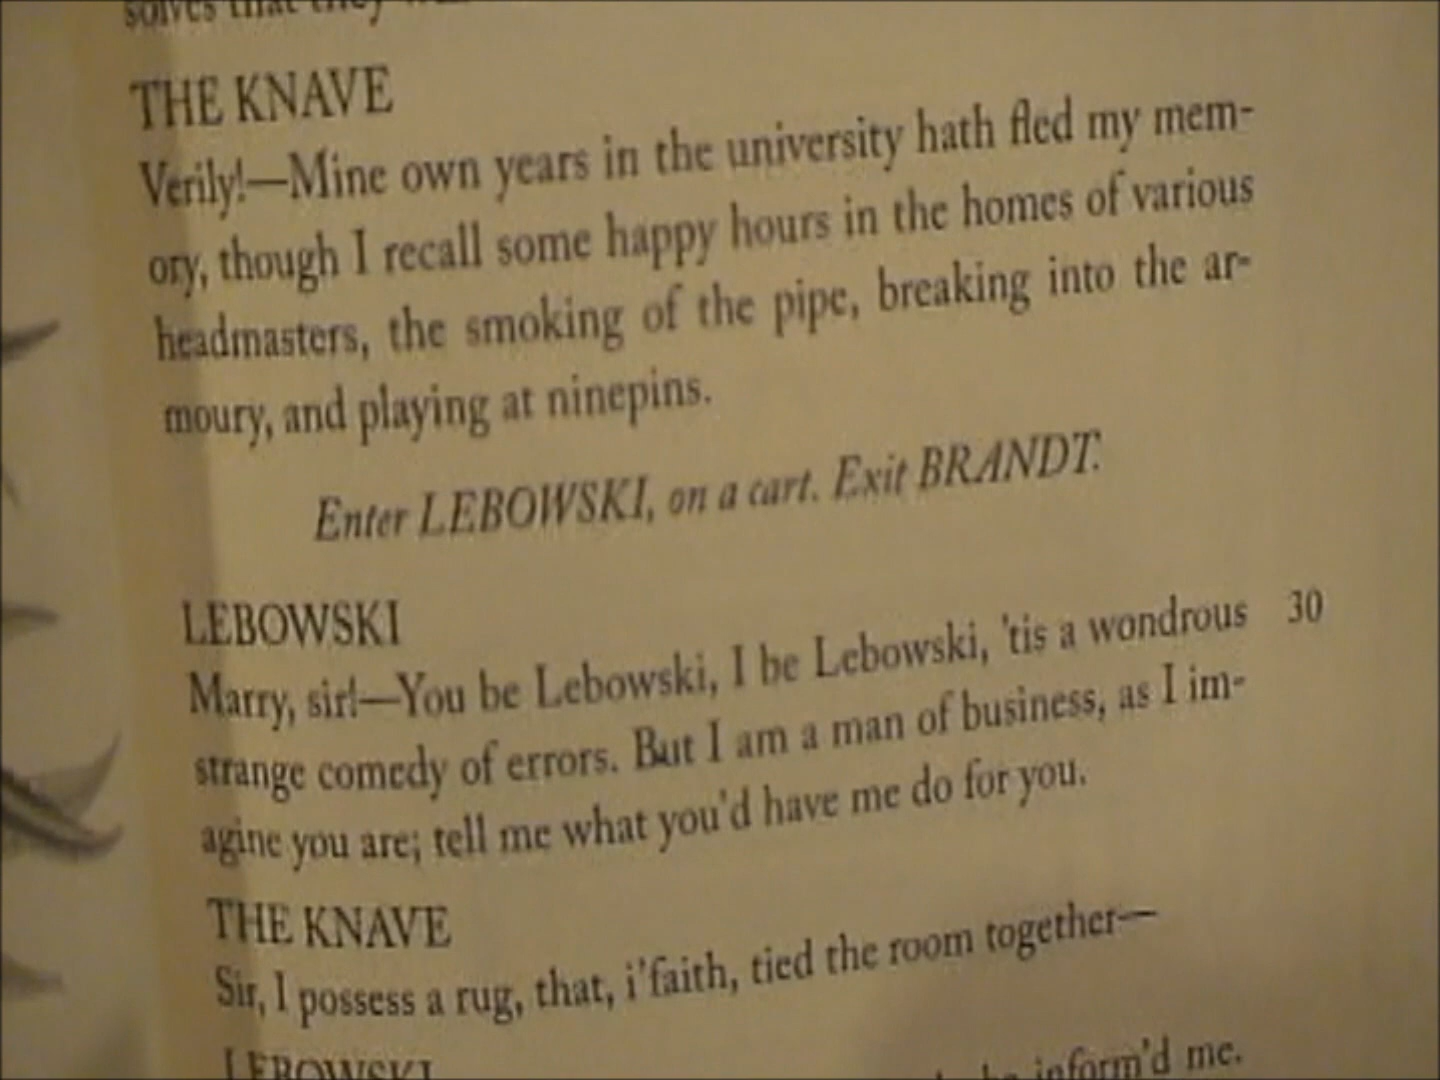 solves that they
THE KNAVE
Verily!—Mine own years in the university hath fled my mem-
ory, though I recall some happy hours in the homes of various
headmasters, the smoking of the pipe, breaking into the ar-
moury, and playing at ninepins.
Enter LEBOWSKI, on a cart. Exit BRANDT.
LEBOWSKI
Marry, sir!—You be Lebowski, I be Lebowski, 'tis a wondrous 30
strange comedy of errors. But I am a man of business, as I im-
agine you are; tell me what you'd have me do for you.
THE KNAVE
Sir, I possess a rug, that, i'faith, tied the room together—
LEBOWSKI
inform'd me.